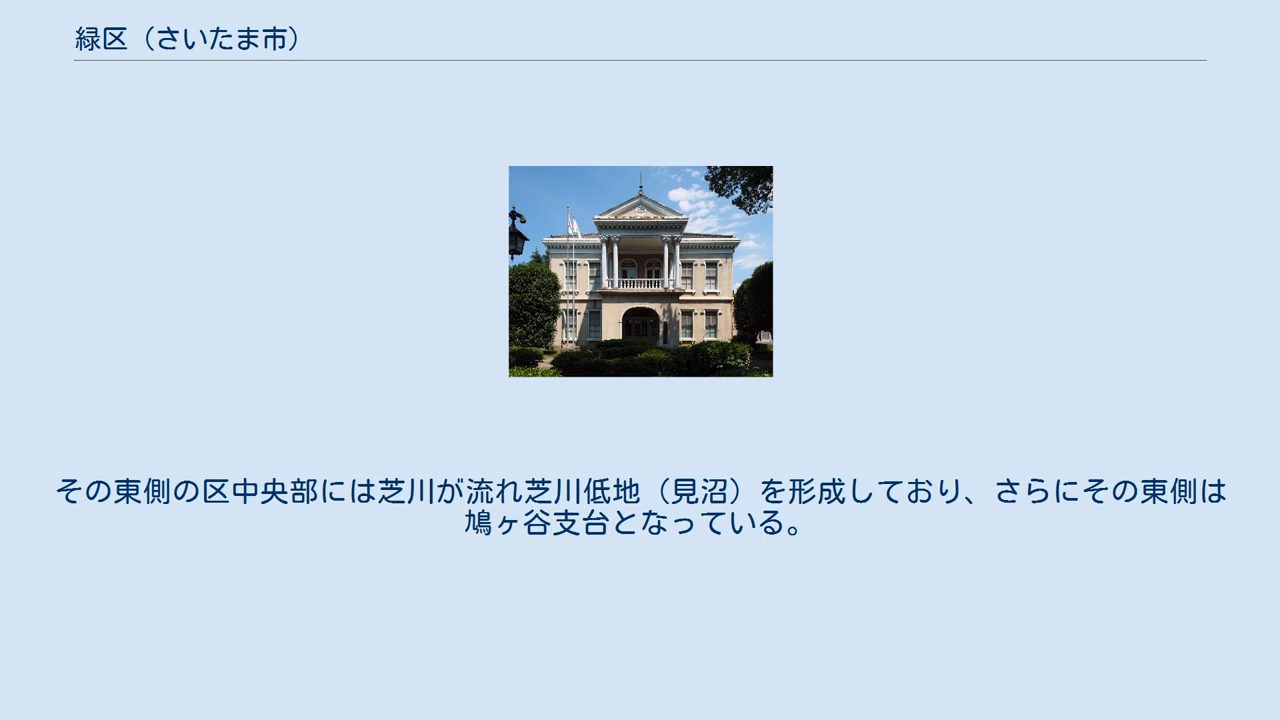 緑区（さいたま市）
その東側の区中央部には芝川が流れ芝川低地（見沼）を形成しており、さらにその東側は
鳩ヶ谷支台となっている。